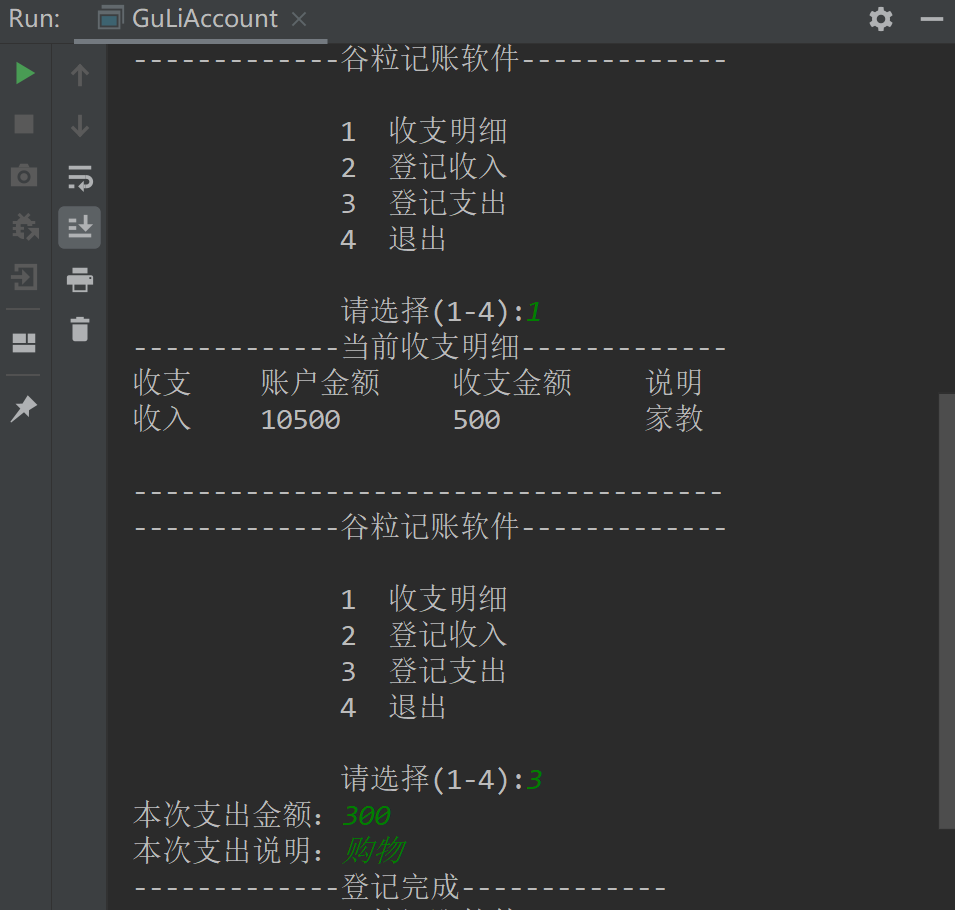 Run: GuLiAccount
-------------谷粒记账软件-------------
1 收支明细
2 登记收入
3 登记支出
4 退出
请选择(1-4):1
-------------当前收支明细-------------
收支 账户金额 收支金额 说明
收入 10500 500 家教
-------------------------------------
-------------谷粒记账软件-------------
1 收支明细
2 登记收入
3 登记支出
4 退出
请选择(1-4):3
本次支出金额：300
本次支出说明：购物
-------------登记完成-------------